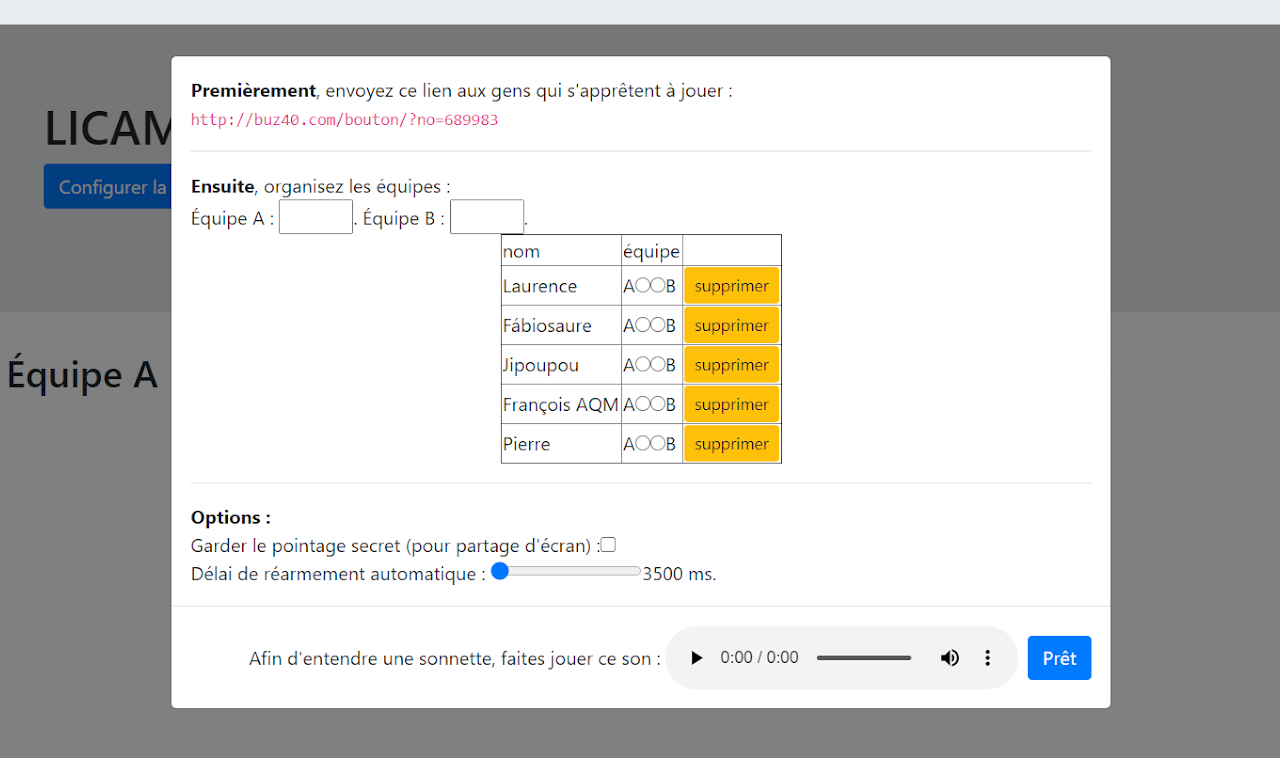 LICAM
Configurer la
Équipe A
Premièrement, envoyez ce lien aux gens qui s'apprêtent à jouer :
http://buz40.com/bouton/?no=689983
Ensuite, organisez les équipes :
Équipe A : . Équipe B : .
nom équipe
Laurence A B supprimer
Fábiosaure A B supprimer
Jipoupou A B supprimer
François AQM A B supprimer
Pierre A B supprimer
Options :
Garder le pointage secret (pour partage d'écran) :
Délai de réarmement automatique : 3500 ms.
Afin d'entendre une sonnette, faites jouer ce son : 0:00 / 0:00 Prêt